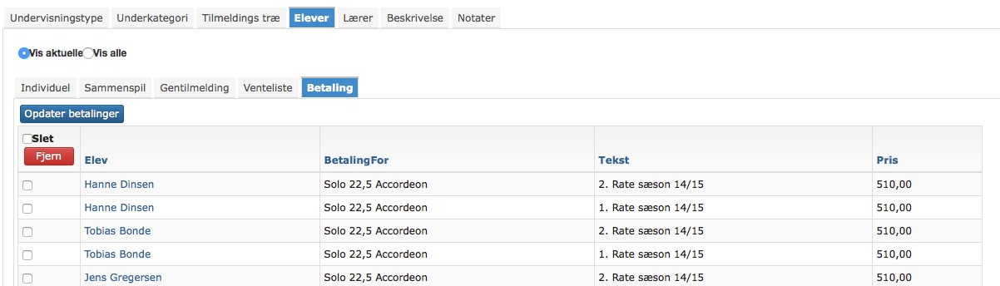 Undervisningstype Underkategori Tilmeldings træ Elever Lærer Beskrivelse Notater
Vis aktuelle Vis alle
Individuel Sammenspil Gentilmelding Venteliste Betaling
Opdater betalinger
Slet
Fjern Elev BetalingFor Tekst Pris
Hanne Dinsen Solo 22,5 Accordeon 2. Rate sæson 14/15 510,00
Hanne Dinsen Solo 22,5 Accordeon 1. Rate sæson 14/15 510,00
Tobias Bonde Solo 22,5 Accordeon 2. Rate sæson 14/15 510,00
Tobias Bonde Solo 22,5 Accordeon 1. Rate sæson 14/15 510,00
Jens Gregersen Solo 22,5 Accordeon 2. Rate sæson 14/15 510,00